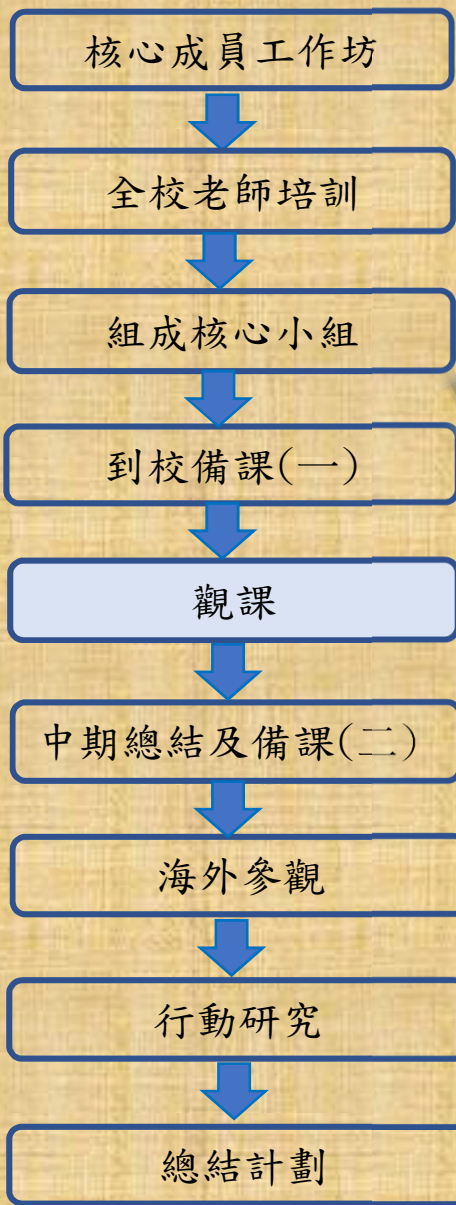 核心成員工作坊
全校老師培訓
組成核心小組
到校備課(一)
觀課
中期總結及備課(二)
海外參觀
行動研究
總結計劃